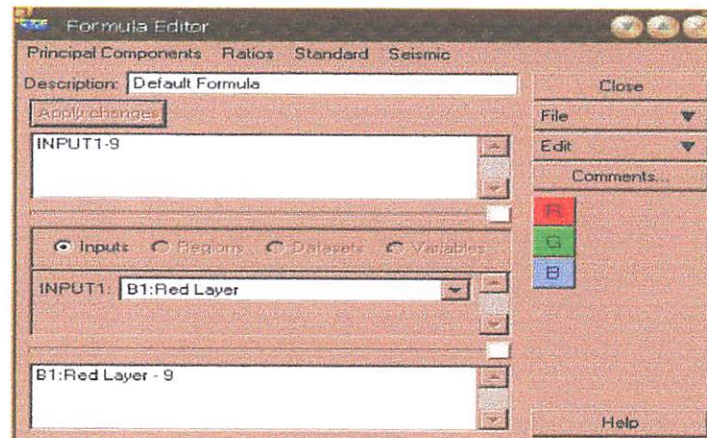 Formula Editor
Principal Components Ratios Standard Seismic
Description: Default Formula
Close
Apply changes
File
INPUT1-9
Edit
Comments...
R
G
B
Inputs Regions Datasets Variables
INPUT1: B1:Red Layer
B1:Red Layer - 9
Help